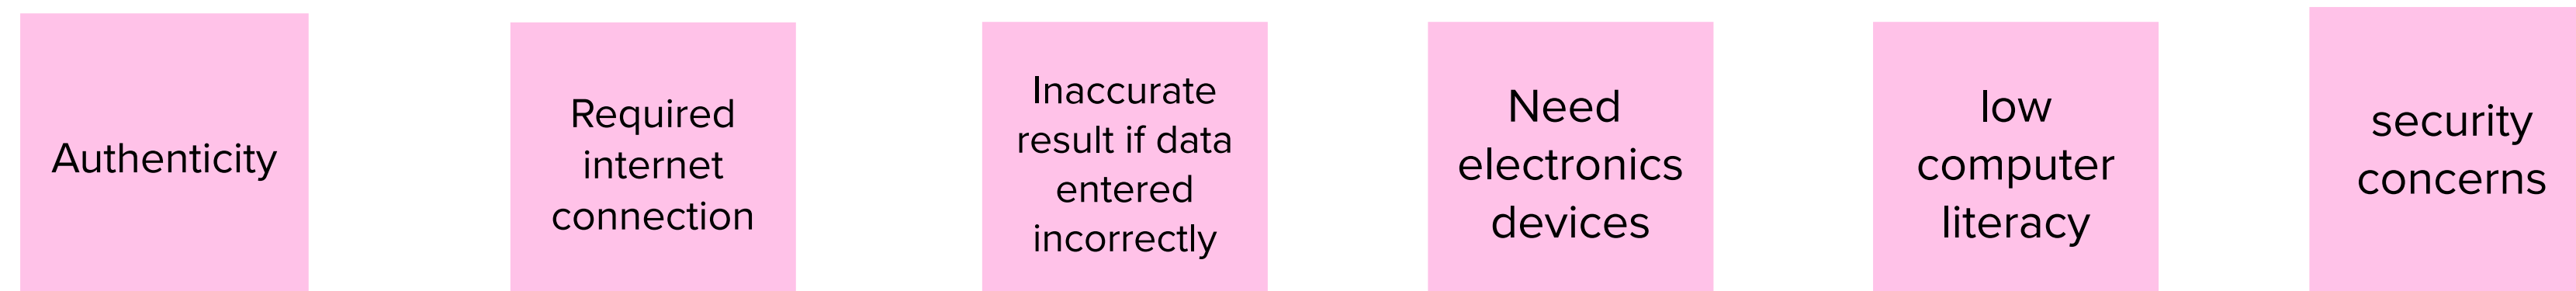 Authenticity
Required
internet
connection
Inaccurate
result if data
entered
incorrectly
Need
electronics
devices
low
computer
literacy
security
concerns